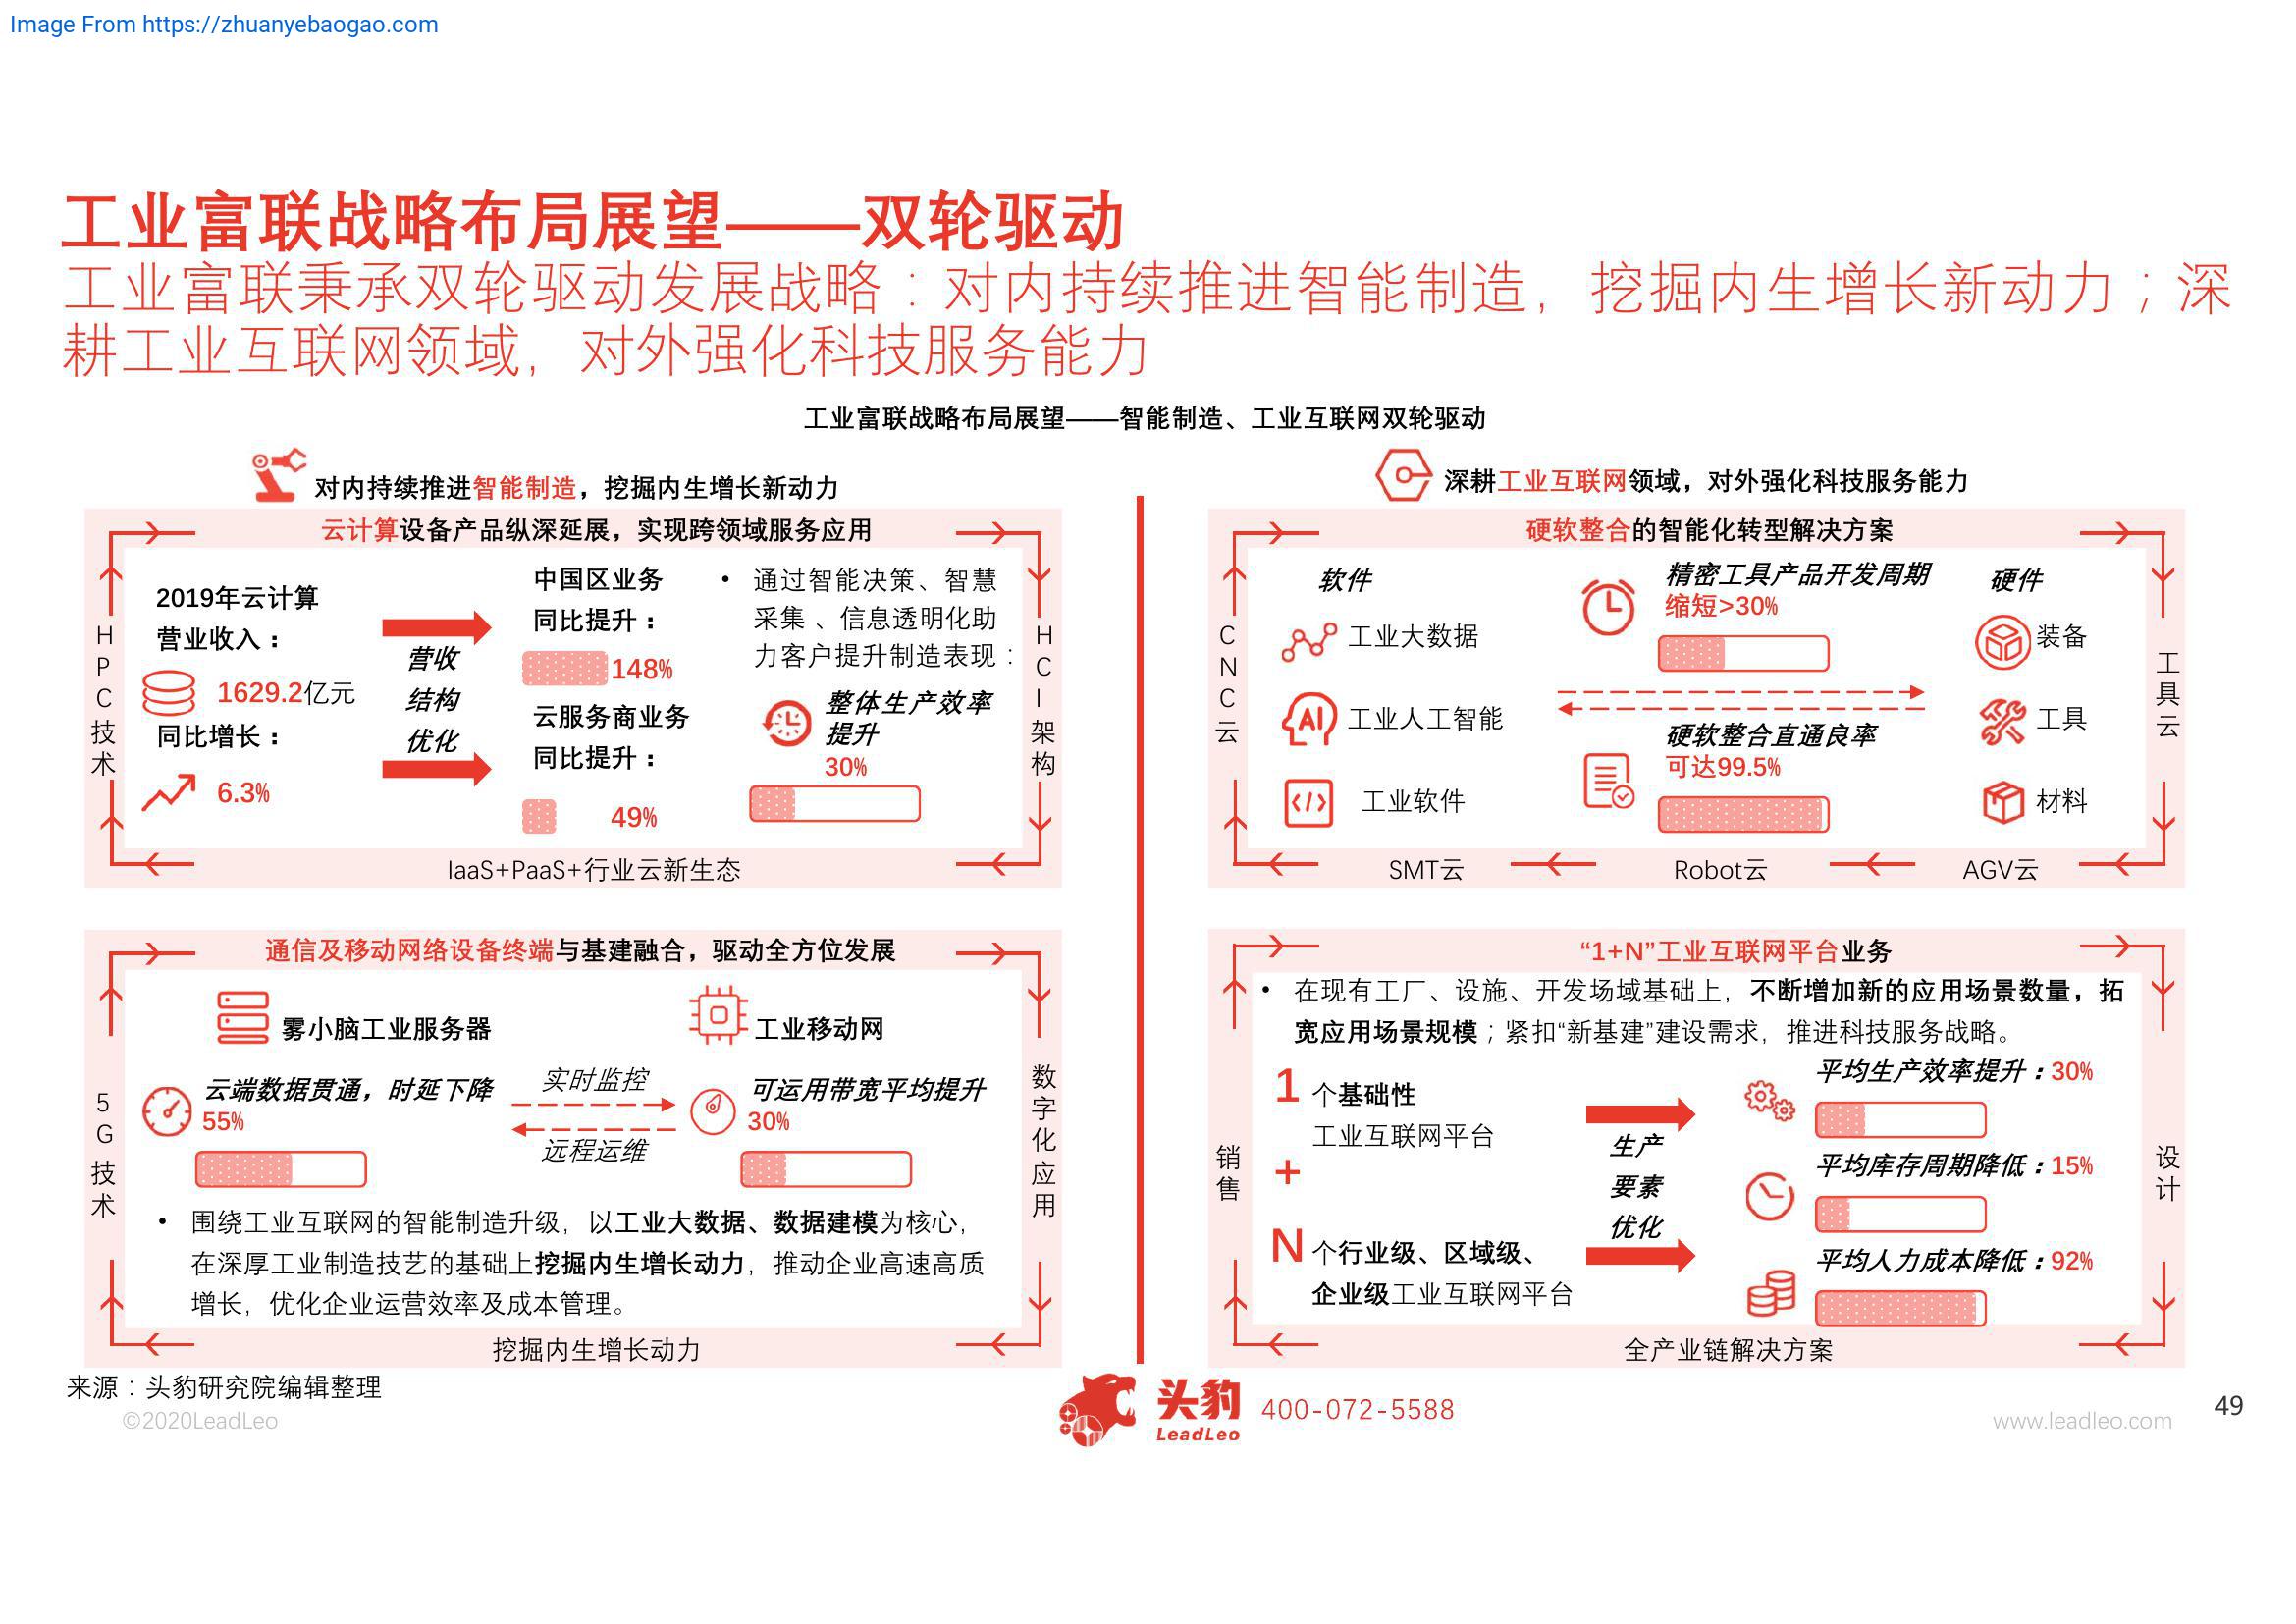 Image From https://zhuanyebaogao.com
工业富联战略布局展望——双轮驱动
工业富联秉承双轮驱动发展战略：对内持续推进智能制造，挖掘内生增长新动力；深
耕工业互联网领域，对外强化科技服务能力
工业富联战略布局展望——智能制造、工业互联网双轮驱动
对内持续推进智能制造，挖掘内生增长新动力
云计算设备产品纵深延展，实现跨领域服务应用
HPC技术
2019年云计算
营业收入：
1629.2亿元
同比增长：
6.3%
营收
结构
优化
中国区业务
同比提升：
148%
云服务商业务
同比提升：
49%
• 通过智能决策、智慧
采集、信息透明化助
力客户提升制造表现：
整体生产效率
提升
30%
HCI架构
IaaS+PaaS+行业云新生态
通信及移动网络设备终端与基建融合，驱动全方位发展
5G技术
雾小脑工业服务器
云端数据贯通，时延下降
55%
实时监控
远程运维
工业移动网
可运用带宽平均提升
30%
• 围绕工业互联网的智能制造升级，以工业大数据、数据建模为核心，
在深厚工业制造技艺的基础上挖掘内生增长动力，推动企业高速高质
增长，优化企业运营效率及成本管理。
数字化应用
挖掘内生增长动力
深耕工业互联网领域，对外强化科技服务能力
硬软整合的智能化转型解决方案
CNC云
软件
工业大数据
AI
工业人工智能
</>
工业软件
精密工具产品开发周期
缩短>30%
硬软整合直通良率
可达99.5%
硬件
装备
工具
材料
工具云
SMT云
Robot云
AGV云
“1+N”工业互联网平台业务
• 在现有工厂、设施、开发场域基础上，不断增加新的应用场景数量，拓
宽应用场景规模；紧扣“新基建”建设需求，推进科技服务战略。
销售
1 个基础性
工业互联网平台
+
N 个行业级、区域级、
企业级工业互联网平台
生产
要素
优化
平均生产效率提升：30%
平均库存周期降低：15%
平均人力成本降低：92%
设计
全产业链解决方案
来源：头豹研究院编辑整理
©2020LeadLeo
头豹
LeadLeo
400-072-5588
www.leadleo.com
49